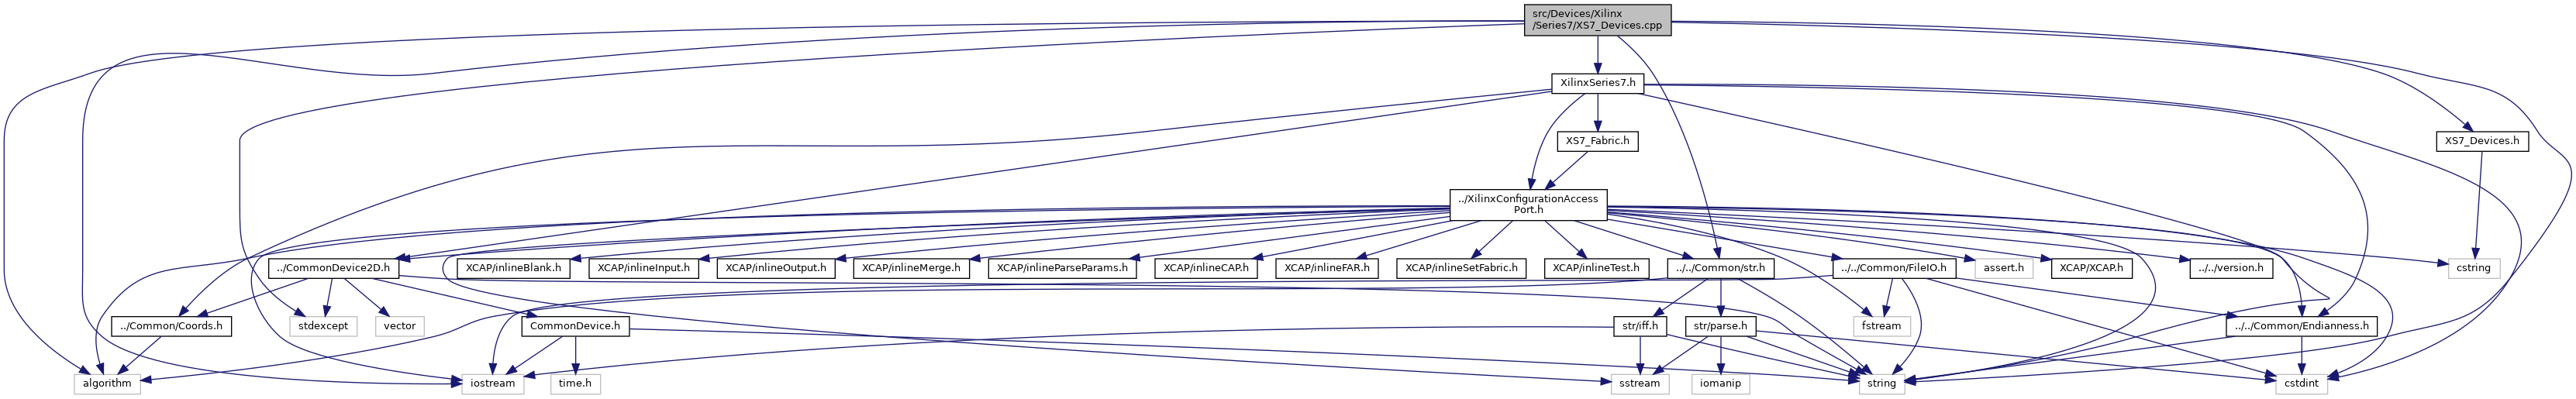 src/Devices/Xilinx
/Series7/XS7_Devices.cpp
XilinxSeries7.h
XS7_Fabric.h
XS7_Devices.h
../XilinxConfigurationAccess
Port.h
../CommonDevice2D.h
XCAP/inlineBlank.h
XCAP/inlineInput.h
XCAP/inlineOutput.h
XCAP/inlineMerge.h
XCAP/inlineParseParams.h
XCAP/inlineCAP.h
XCAP/inlineFAR.h
XCAP/inlineSetFabric.h
XCAP/inlineTest.h
../../Common/str.h
../../Common/FileIO.h
assert.h
XCAP/XCAP.h
../../version.h
cstring
../Common/Coords.h
stdexcept
vector
CommonDevice.h
str/iff.h
str/parse.h
fstream
../../Common/Endianness.h
algorithm
iostream
time.h
sstream
iomanip
string
cstdint